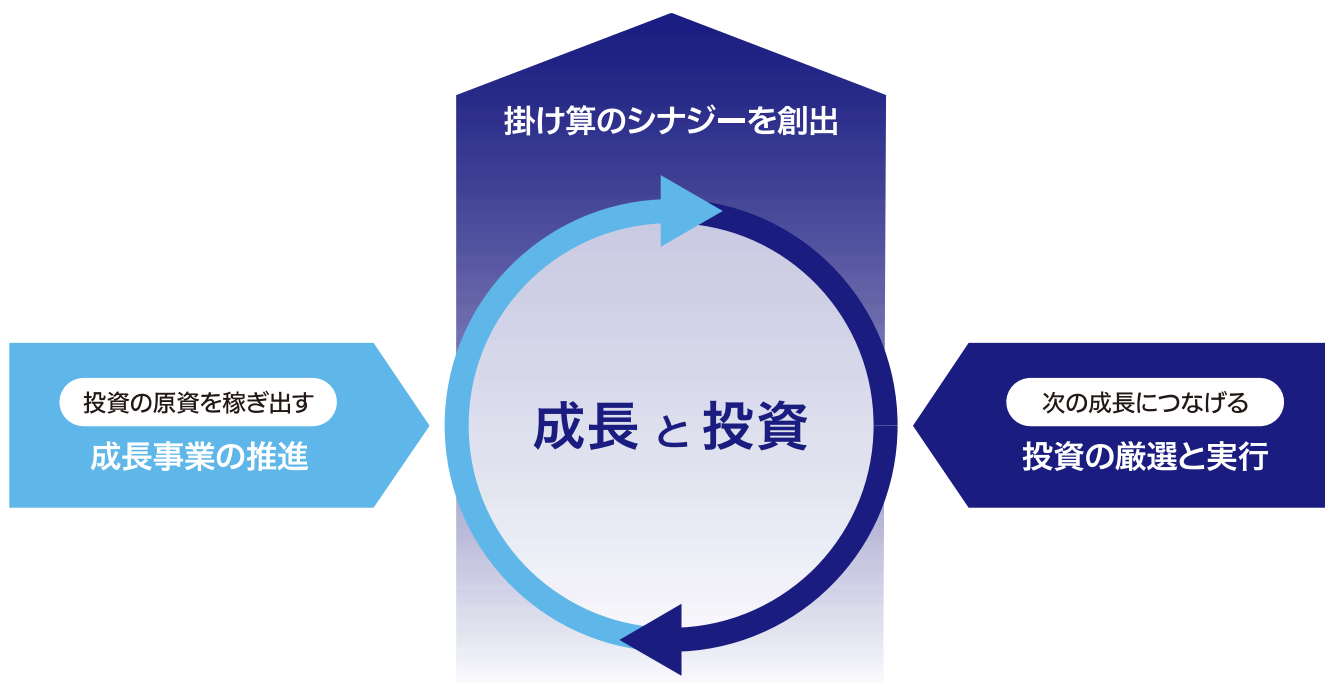 掛け算のシナジーを創出
投資の原資を稼ぎ出す
成長事業の推進
成長と投資
次の成長につなげる
投資の厳選と実行